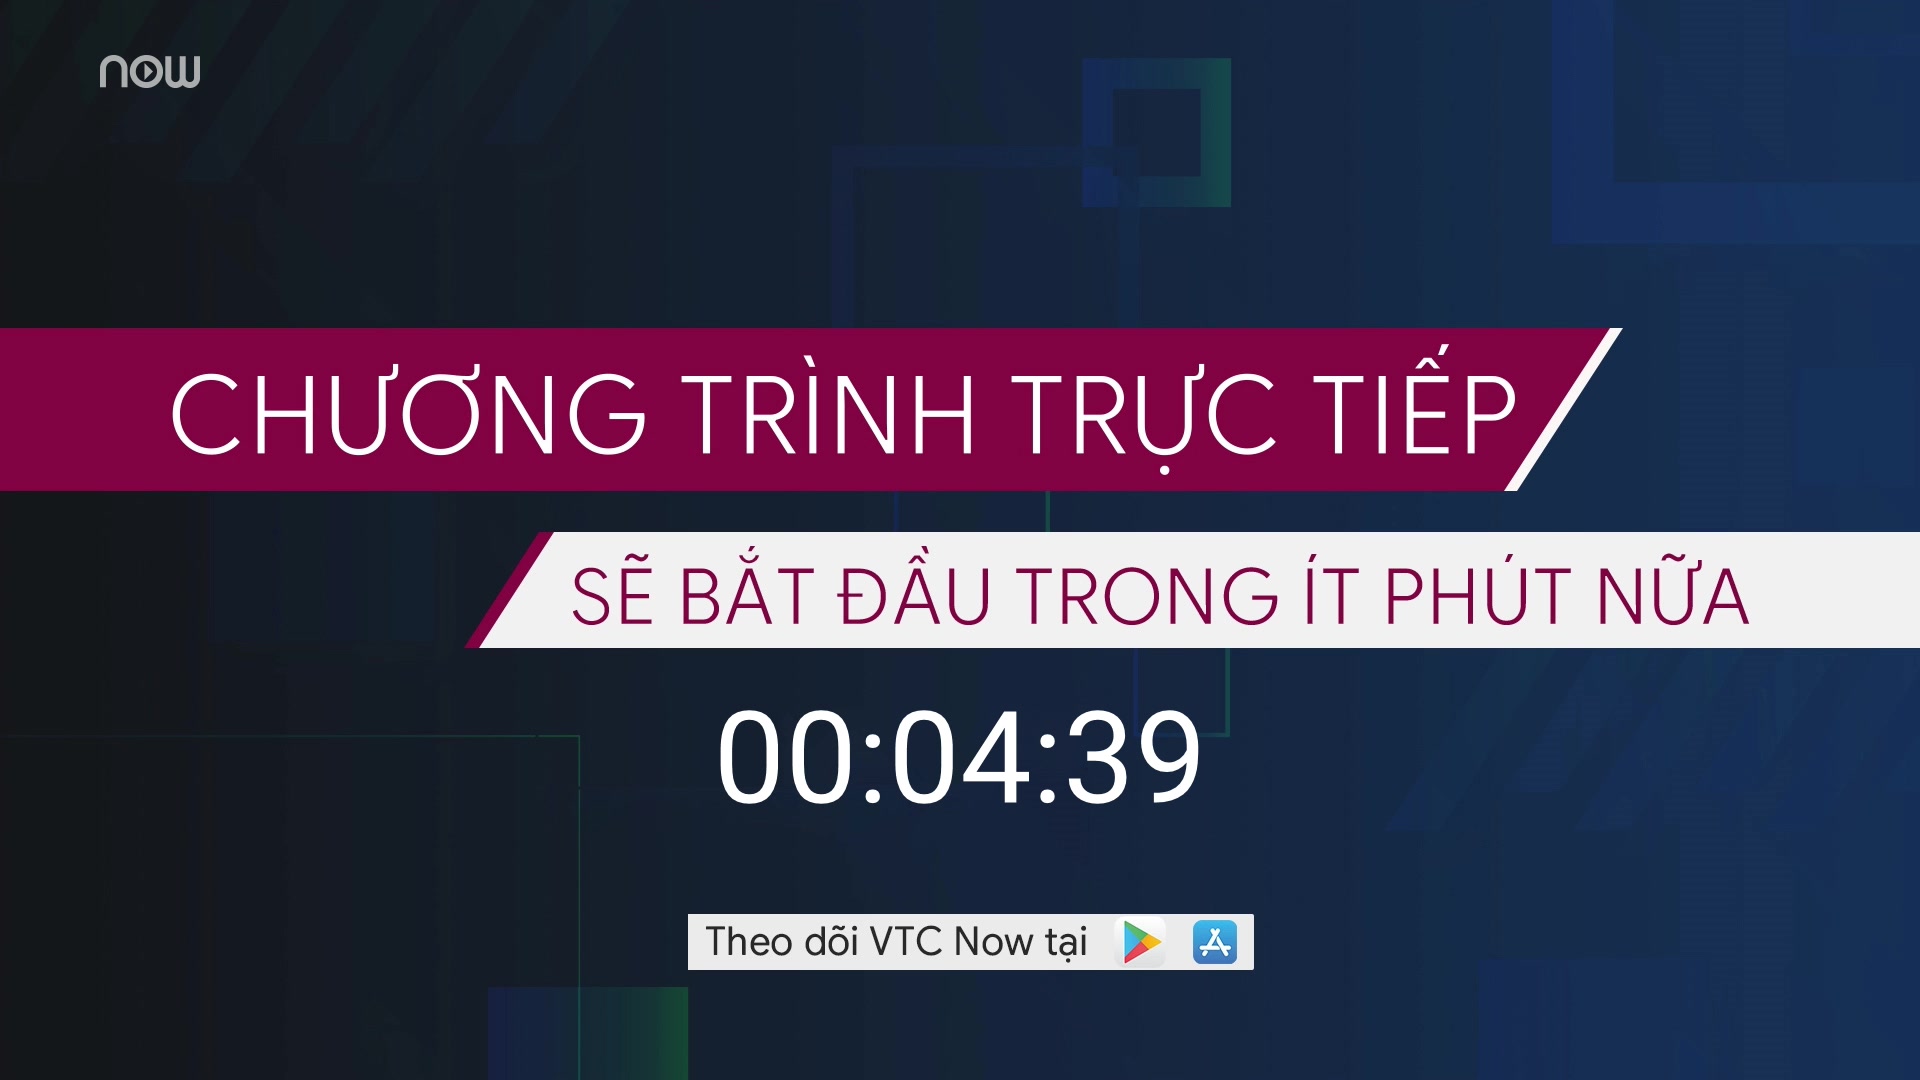 now
CHƯƠNG TRÌNH TRỰC TIẾP
SẼ BẮT ĐẦU TRONG ÍT PHÚT NỮA
00:04:39
Theo dõi VTC Now tại